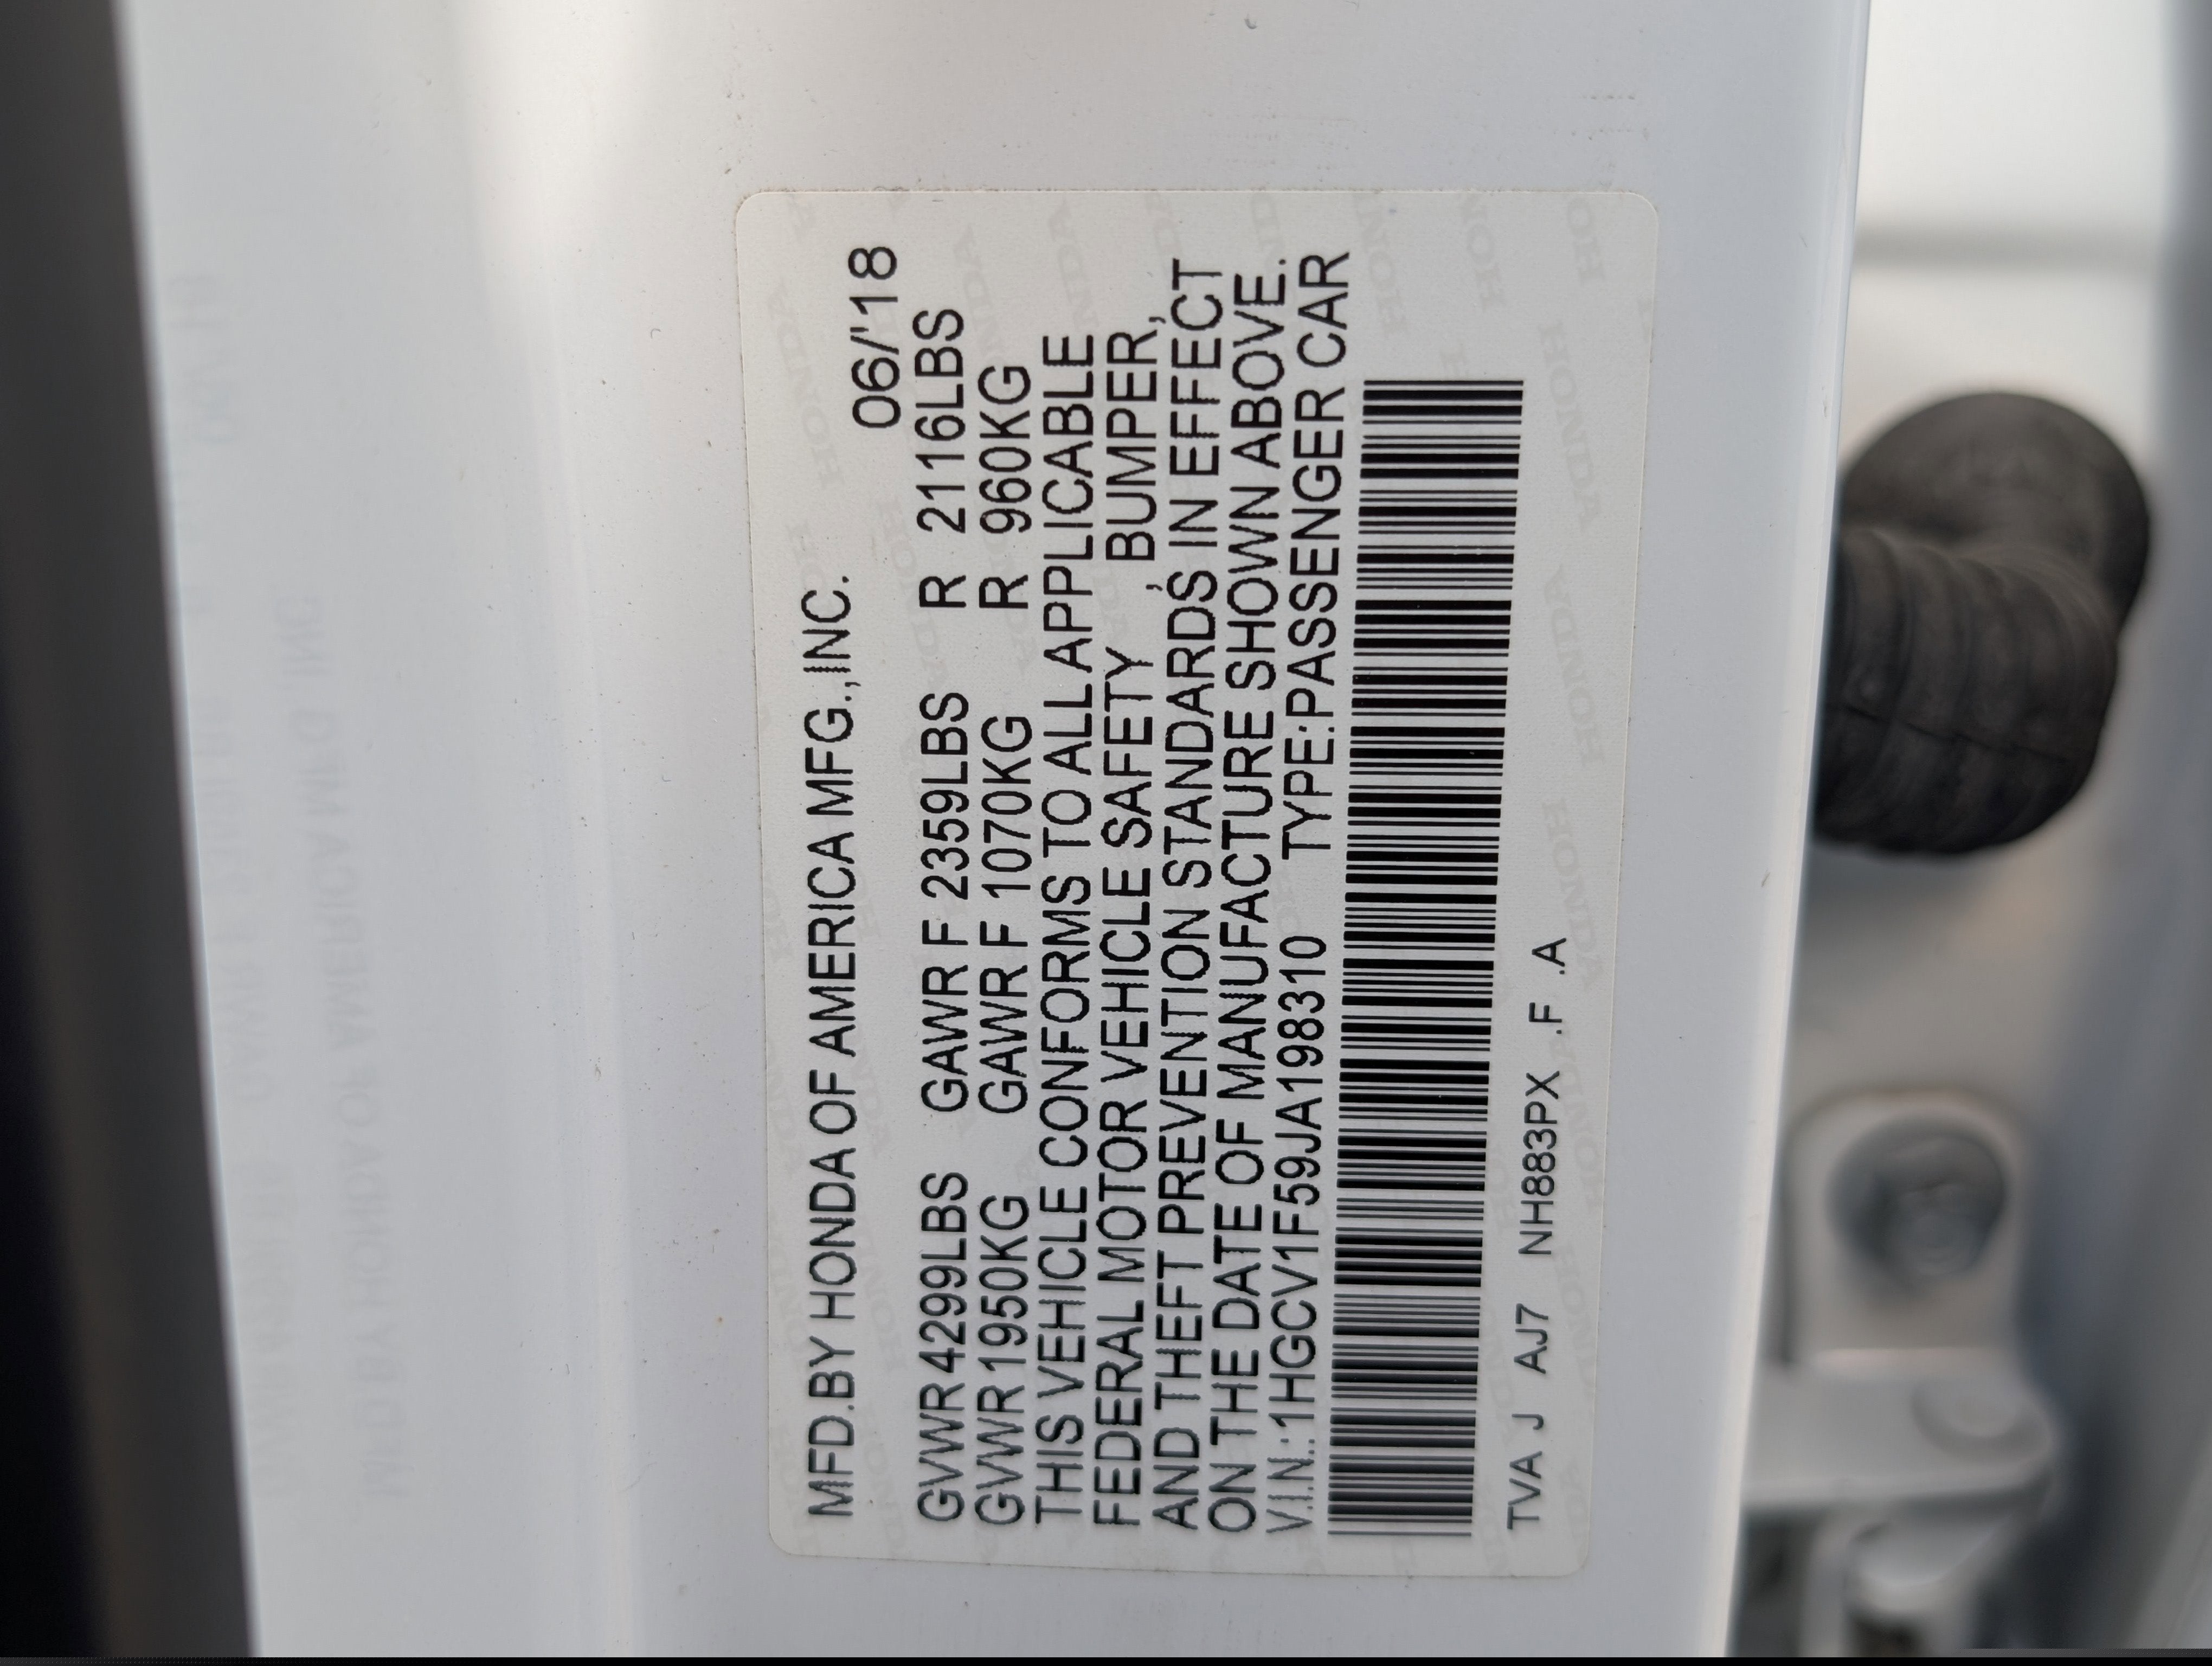 MFD.BY HONDA OF AMERICA MFG.,INC.
06/'18
GVWR 4299LBS GAWR F 2359LBS R 2116LBS
GVWR 1950KG GAWR F 1070KG R 960KG
THIS VEHICLE CONFORMS TO ALL APPLICABLE
FEDERAL MOTOR VEHICLE SAFETY , BUMPER,
AND THEFT PREVENTION STANDARDS IN EFFECT
ON THE DATE OF MANUFACTURE SHOWN ABOVE.
V.I.N.:1HGCV1F59JA198310 TYPE:PASSENGER CAR
TVA J AJ7 NH883PX .F .A